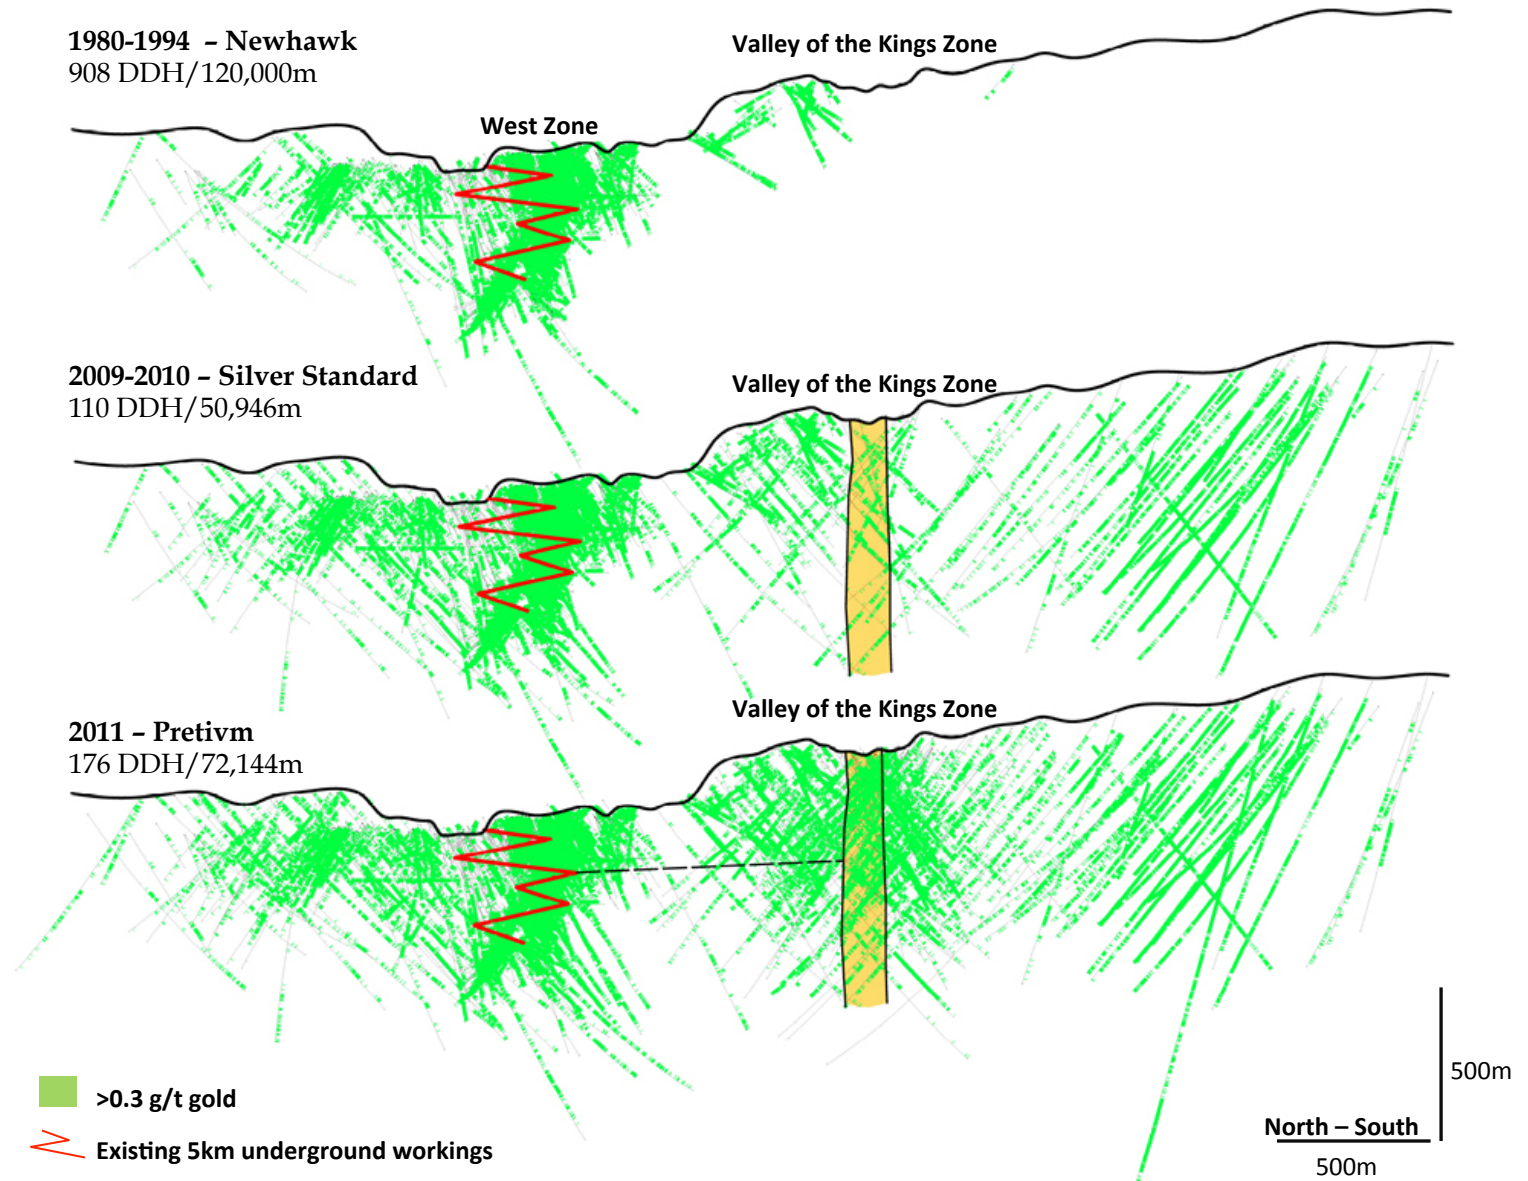 1980-1994 – Newhawk
908 DDH/120,000m
Valley of the Kings Zone
West Zone
2009-2010 – Silver Standard
110 DDH/50,946m
Valley of the Kings Zone
2011 – Pretivm
176 DDH/72,144m
Valley of the Kings Zone
>0.3 g/t gold
Existing 5km underground workings
500m
North – South
500m